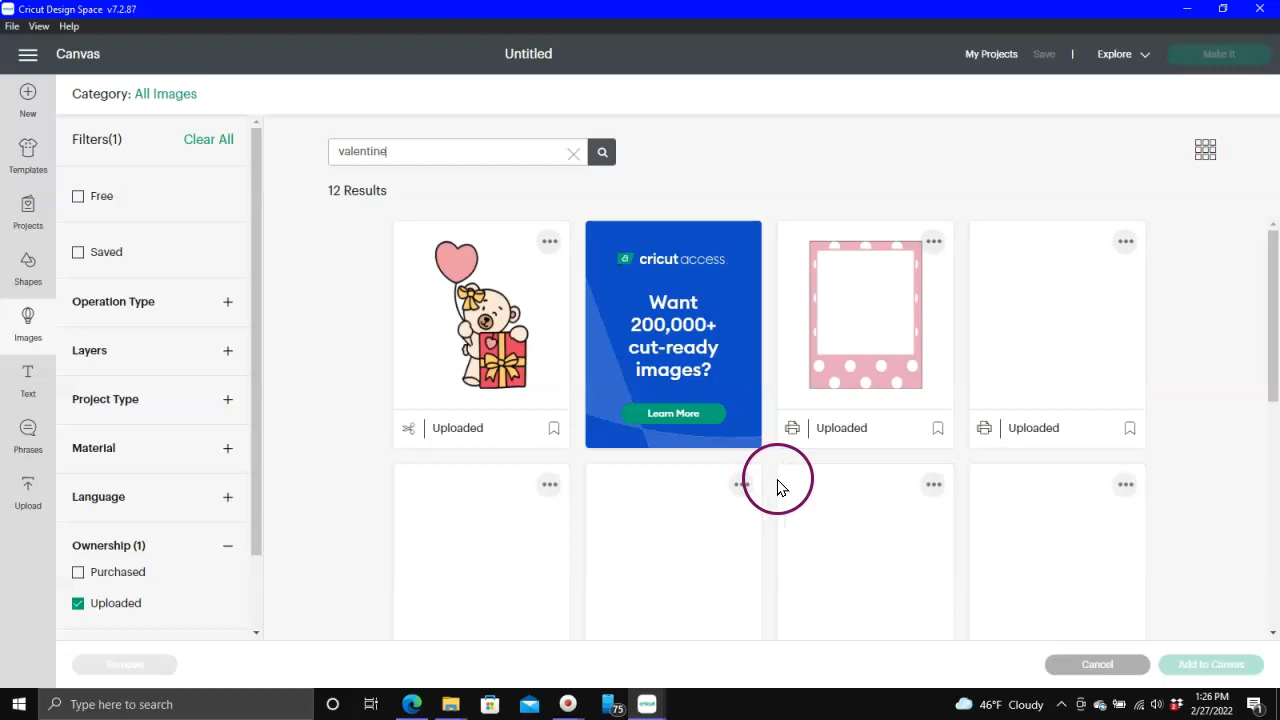 Cricut Design Space v7.2.87
File View Help
Canvas
Untitled
My Projects Save | Explore Make It
Category: All Images
New
Templates
Projects
Shapes
Images
Text
Phrases
Upload
Filters(1) Clear All
Free
Saved
Operation Type +
Layers +
Project Type +
Material +
Language +
Ownership (1) −
Purchased
Uploaded
valentine
12 Results
cricut access
Want
200,000+
cut-ready
images?
Learn More
Uploaded
Uploaded
Uploaded
Remove
Cancel
Add to Canvas
Type here to search
75
46°F Cloudy
1:26 PM
2/27/2022
1